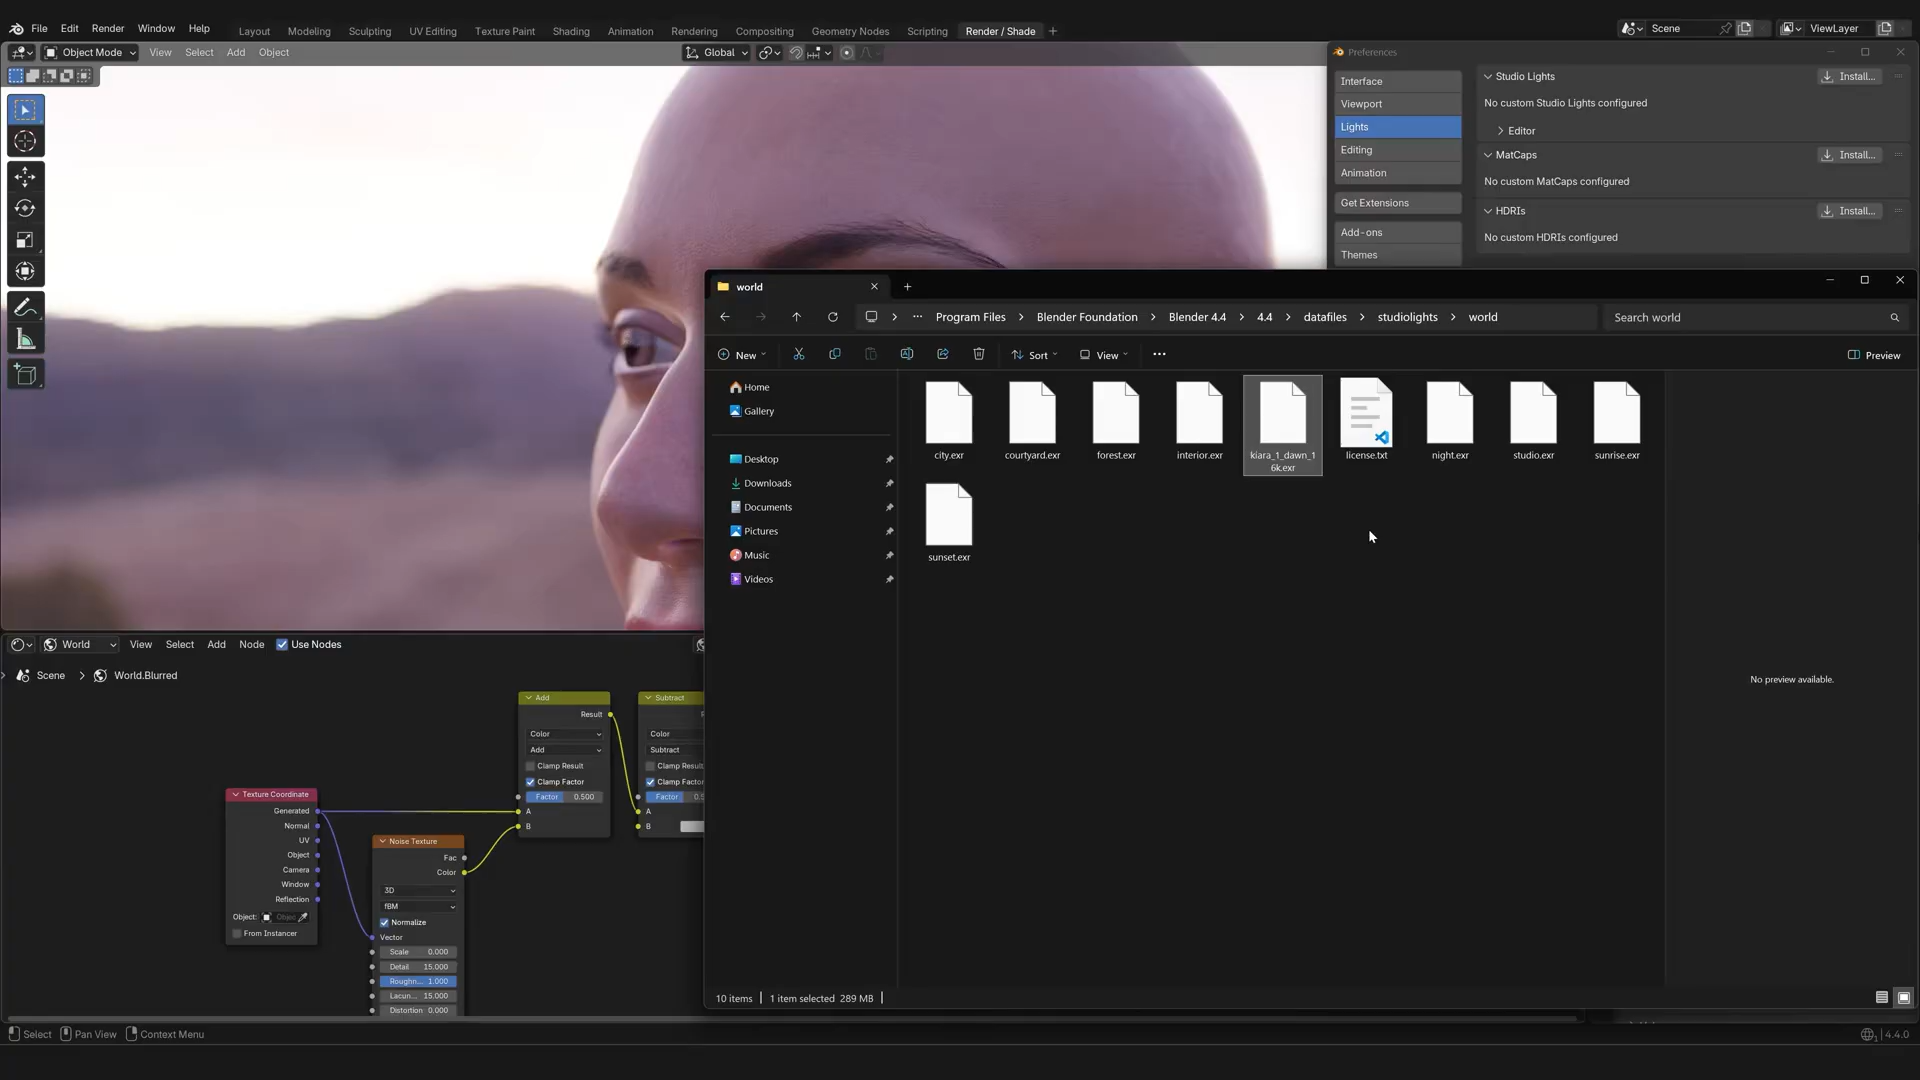 File Edit Render Window Help
Layout Modeling Sculpting UV Editing Texture Paint Shading Animation Rendering Compositing Geometry Nodes Scripting Render / Shade +
Scene
ViewLayer
Object Mode View Select Add Object
Global
Preferences
Interface
Viewport
Lights
Editing
Animation
Get Extensions
Add-ons
Themes
Studio Lights
Install...
No custom Studio Lights configured
Editor
MatCaps
Install...
No custom MatCaps configured
HDRIs
Install...
No custom HDRIs configured
world
Program Files > Blender Foundation > Blender 4.4 > 4.4 > datafiles > studiolights > world
Search world
New
Sort
View
Preview
Home
Gallery
Desktop
Downloads
Documents
Pictures
Music
Videos
city.exr
courtyard.exr
forest.exr
interior.exr
kiara_1_dawn_1
6k.exr
license.txt
night.exr
studio.exr
sunrise.exr
sunset.exr
No preview available.
10 items
1 item selected 289 MB
World View Select Add Node Use Nodes
Scene > World.Blurred
Add
Result
Color
Add
Clamp Result
Clamp Factor
Factor 0.500
A
B
Subtract
Color
Subtract
Clamp Result
Clamp Factor
Factor
A
B
Texture Coordinate
Generated
Normal
UV
Object
Camera
Window
Reflection
Object:
From Instancer
Noise Texture
Fac
Color
3D
fBM
Normalize
Vector
Scale 0.000
Detail 15.000
Roughn... 1.000
Lacun... 15.000
Distortion 0.000
Select Pan View Context Menu
4.4.0